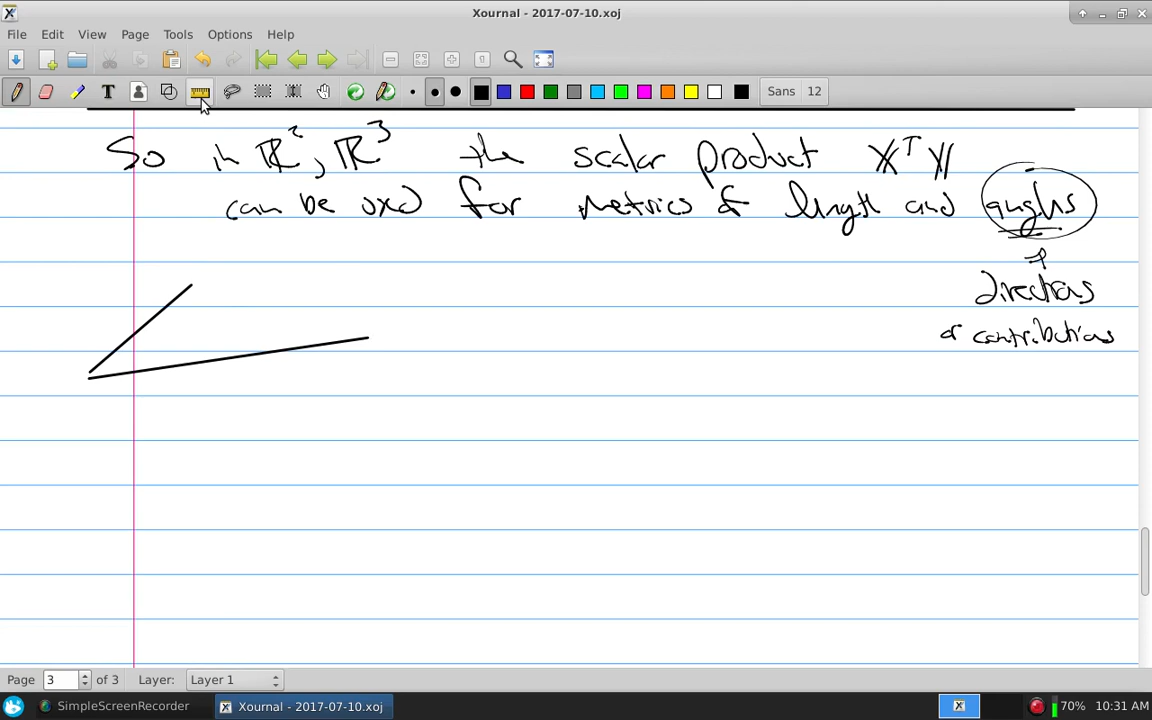 Xournal - 2017-07-10.xoj
File Edit View Page Tools Options Help
T Sans 12
So in ℝ², ℝ³ the scalar product XᵀY
can be used for metrics of length and angles
⇒
directions
or contributions
Page 3 of 3 Layer: Layer 1
SimpleScreenRecorder Xournal - 2017-07-10.xoj 70% 10:31 AM